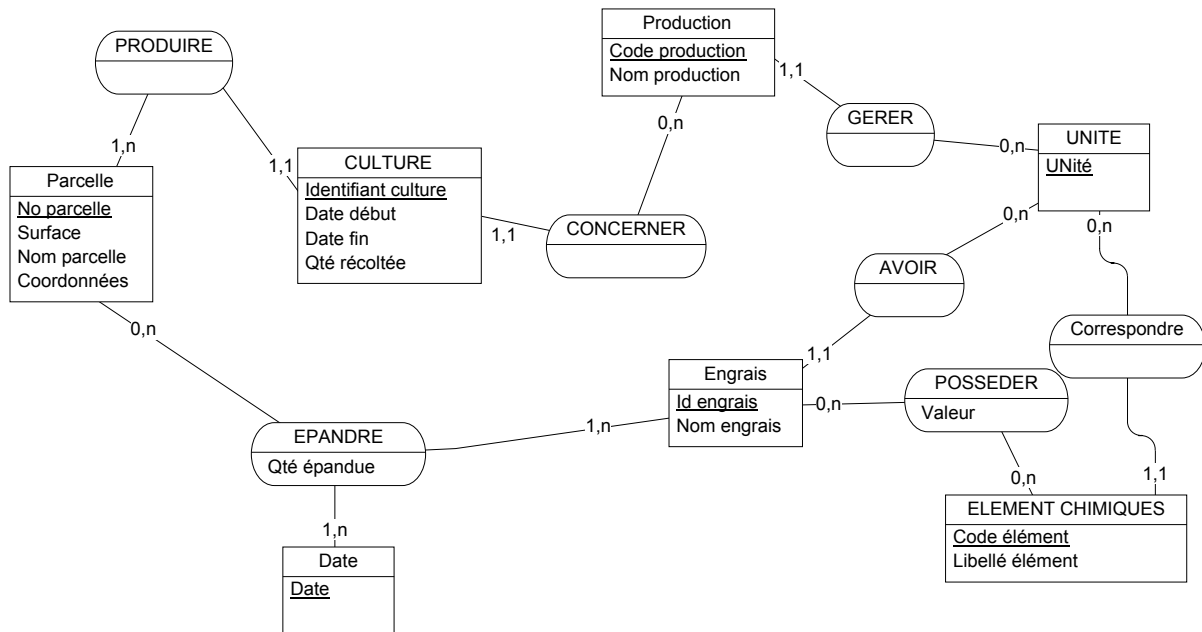 Production
Code production
Nom production
PRODUIRE
1,1
GERER
0,n
UNITE
UNité
1,n
0,n
CULTURE
Identifiant culture
Date début
Date fin
Qté récoltée
1,1
1,1
CONCERNER
Parcelle
No parcelle
Surface
Nom parcelle
Coordonnées
0,n
0,n
AVOIR
Correspondre
0,n
1,1
Engrais
Id engrais
Nom engrais
0,n
POSSEDER
Valeur
1,n
EPANDRE
Qté épandue
0,n
1,1
ELEMENT CHIMIQUES
Code élément
Libellé élément
1,n
Date
Date